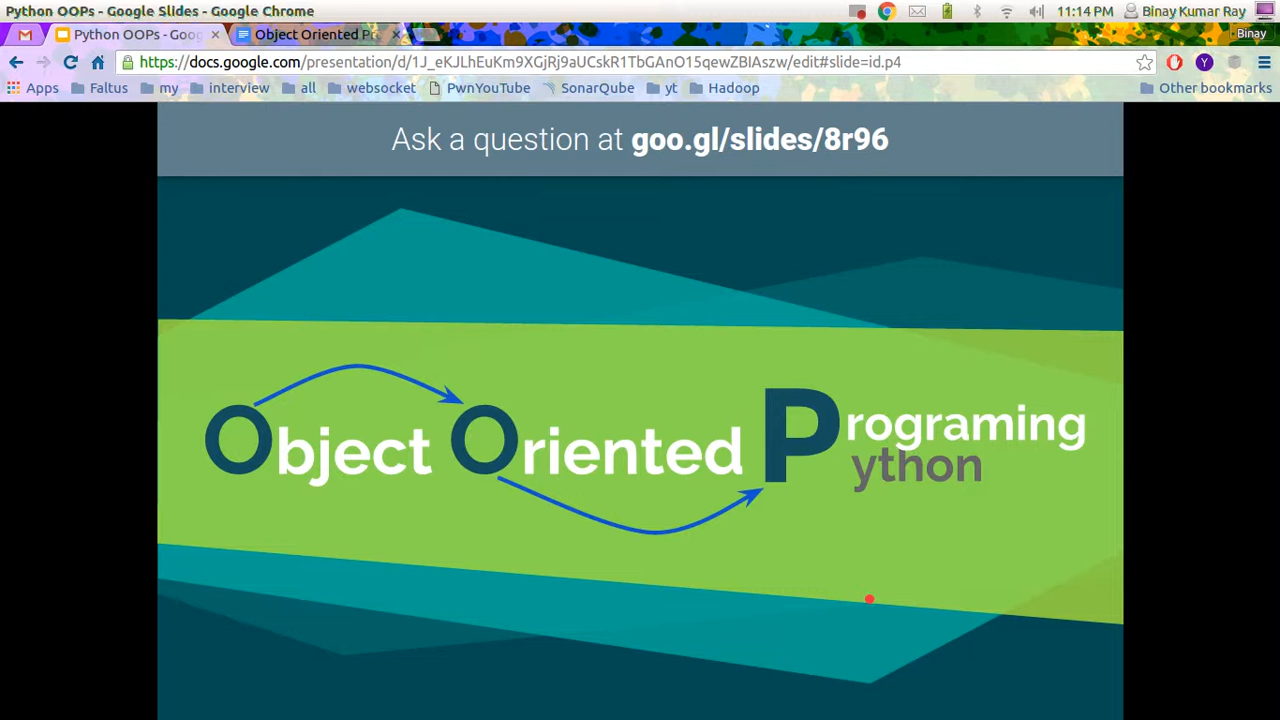 Python OOPs - Google Slides - Google Chrome
11:14 PM Binay Kumar Ray
Python OOPs - Goo
Object Oriented Pr
Binay
https://docs.google.com/presentation/d/1J_eKJLhEuKm9XGjRj9aUCskR1TbGAnO15qewZBIAszw/edit#slide=id.p4
Apps Faltus my interview all websocket PwnYouTube SonarQube yt Hadoop Other bookmarks
Ask a question at goo.gl/slides/8r96
Object Oriented Programing
ython